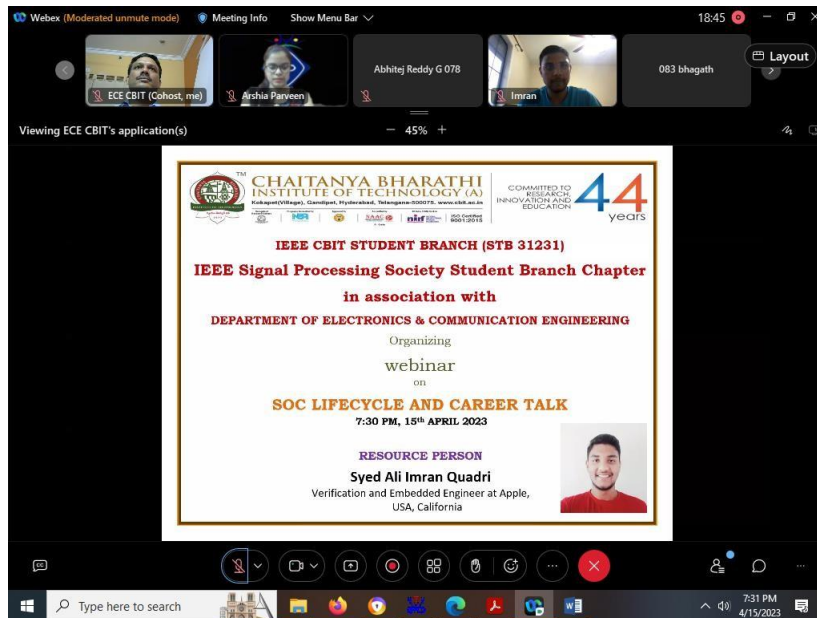 Webex (Moderated unmute mode) Meeting Info Show Menu Bar 18:45
Layout
ECE CBIT (Cohost, me) Arshia Parveen Abhitej Reddy G 078 Imran 083 bhagath
Viewing ECE CBIT's application(s) − 45% +
TM
CHAITANYA BHARATHI
INSTITUTE OF TECHNOLOGY (A)
Kokapet(Village), Gandipet, Hyderabad, Telangana-500075. www.cbit.ac.in
COMMITTED TO
RESEARCH,
INNOVATION AND
EDUCATION
44
years
ISO Certified
9001:2015
IEEE CBIT STUDENT BRANCH (STB 31231)
IEEE Signal Processing Society Student Branch Chapter
in association with
DEPARTMENT OF ELECTRONICS & COMMUNICATION ENGINEERING
Organizing
webinar
on
SOC LIFECYCLE AND CAREER TALK
7:30 PM, 15th APRIL 2023
RESOURCE PERSON
Syed Ali Imran Quadri
Verification and Embedded Engineer at Apple,
USA, California
Type here to search
7:31 PM
4/15/2023